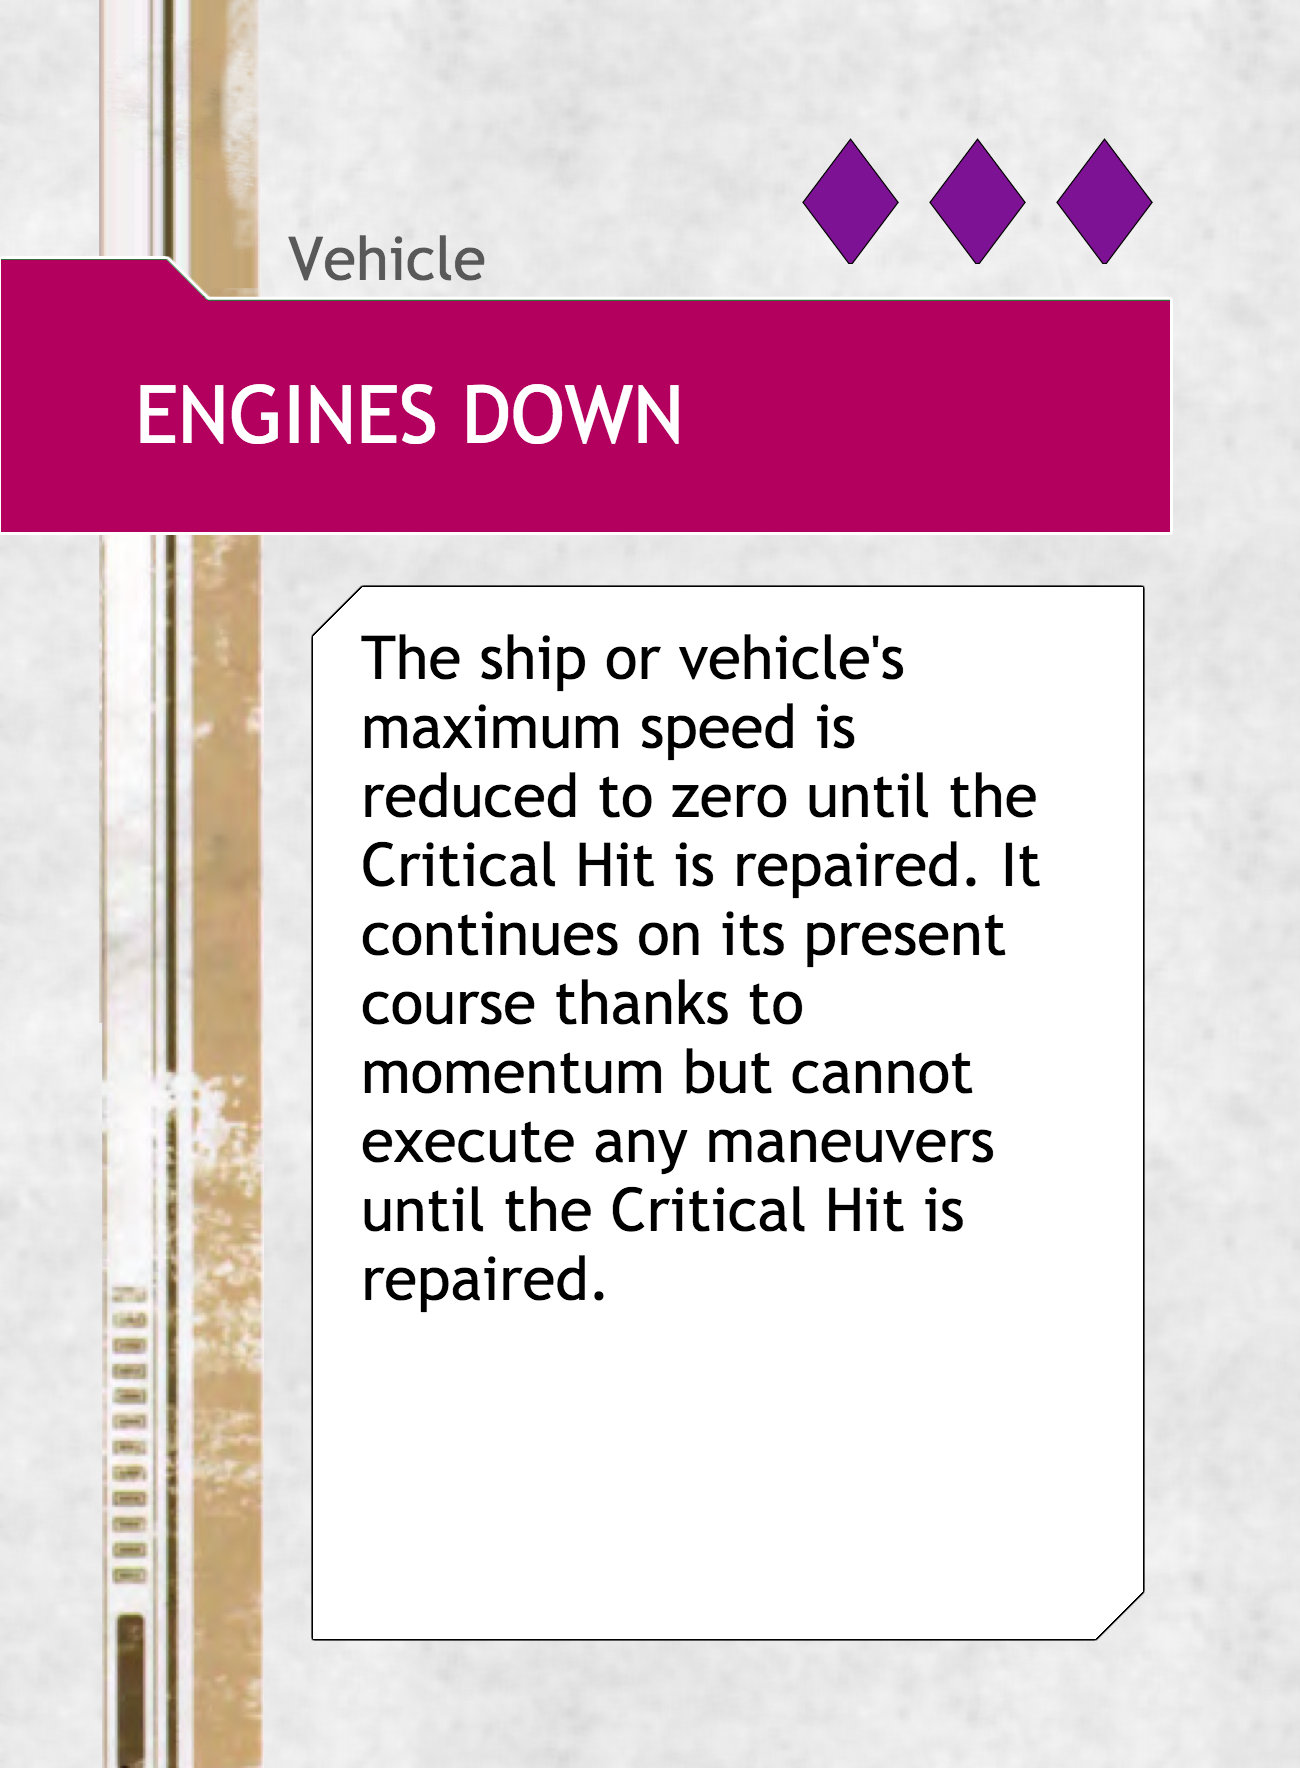 Vehicle
ENGINES DOWN
The ship or vehicle's
maximum speed is
reduced to zero until the
Critical Hit is repaired. It
continues on its present
course thanks to
momentum but cannot
execute any maneuvers
until the Critical Hit is
repaired.